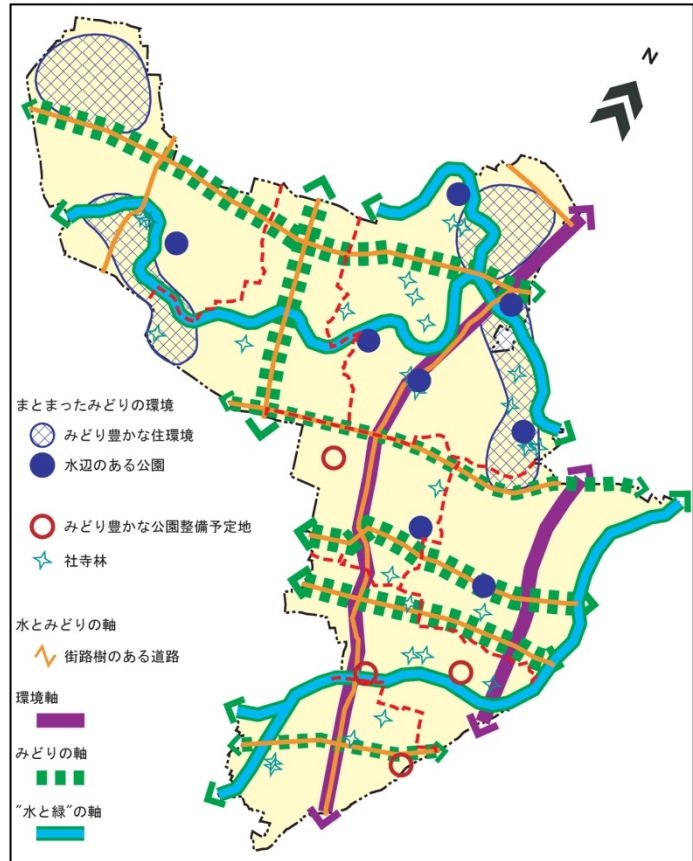 N
まとまったみどりの環境
みどり豊かな住環境
水辺のある公園
みどり豊かな公園整備予定地
社寺林
水とみどりの軸
街路樹のある道路
環境軸
みどりの軸
"水と緑"の軸